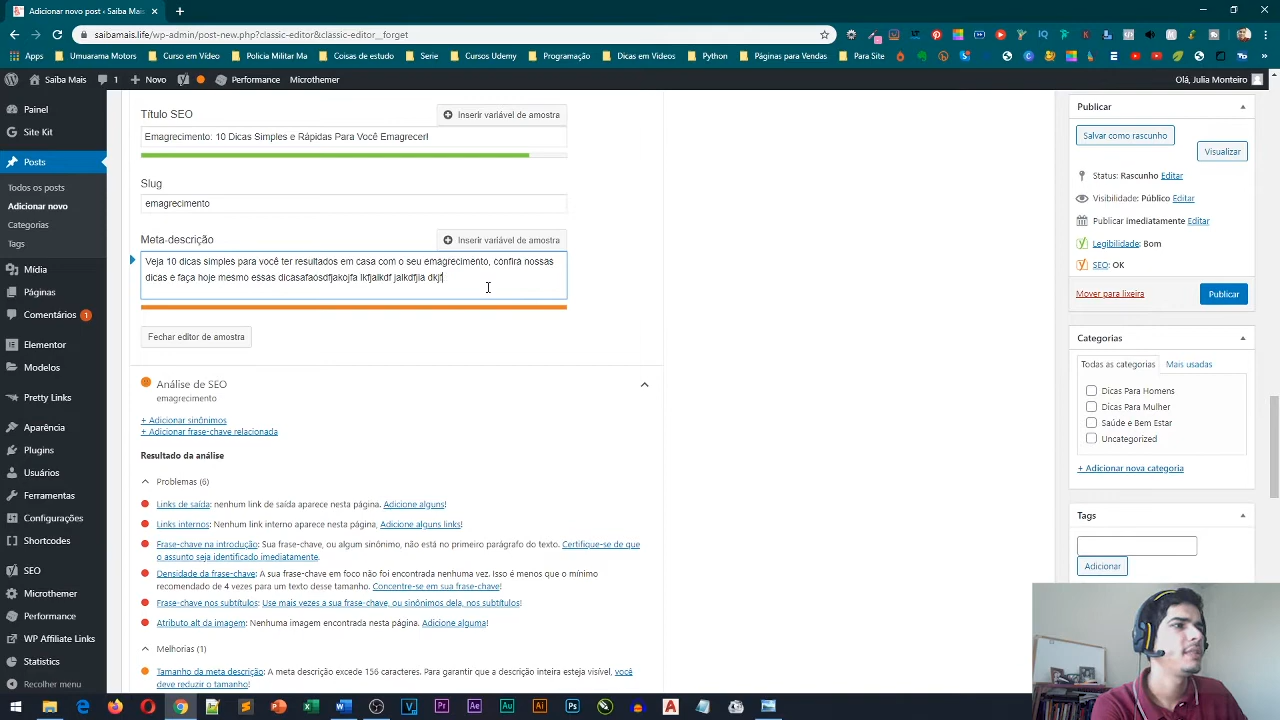 Adicionar novo post ‹ Saiba Mais
saibamais.life/wp-admin/post-new.php?classic-editor&classic-editor__forget
Apps
Umuarama Motors
Curso em Vídeo
Policia Militar Ma
Coisas de estudo
Serie
Cursos Udemy
Programação
Dicas em Vídeos
Python
Páginas para Vendas
Para Site
Saiba Mais
1
Novo
Performance
Microthemer
Olá, Julia Monteiro
Painel
Site Kit
Posts
Todos os posts
Adicionar novo
Categorias
Tags
Mídia
Páginas
Comentários 1
Elementor
Modelos
Pretty Links
Aparência
Plugins
Usuários
Ferramentas
Configurações
Shortcodes
SEO
Microthemer
Performance
WP Affiliate Links
Statistics
Recolher menu
Título SEO
Inserir variável de amostra
Emagrecimento: 10 Dicas Simples e Rápidas Para Você Emagrecer!
Slug
emagrecimento
Meta-descrição
Inserir variável de amostra
Veja 10 dicas simples para você ter resultados em casa com o seu emagrecimento, confira nossas
dicas e faça hoje mesmo essas
Fechar editor de amostra
Análise de SEO
emagrecimento
+ Adicionar sinônimos
+ Adicionar frase-chave relacionada
Resultado da análise
Problemas (6)
Links de saída: nenhum link de saída aparece nesta página. Adicione alguns!
Links internos: Nenhum link interno aparece nesta página, Adicione alguns links!
Frase-chave na introdução: Sua frase-chave, ou algum sinônimo, não está no primeiro parágrafo do texto. Certifique-se de que
o assunto seja identificado imediatamente.
Densidade da frase-chave: A sua frase-chave em foco não foi encontrada nenhuma vez. Isso é menos que o mínimo
recomendado de 4 vezes para um texto desse tamanho. Concentre-se em sua frase-chave!
Frase-chave nos subtítulos: Use mais vezes a sua frase-chave, ou sinônimos dela, nos subtítulos!
Atributo alt da imagem: Nenhuma imagem encontrada nesta página. Adicione alguma!
Melhorias (1)
Tamanho da meta descrição: A meta descrição excede 156 caracteres. Para garantir que a descrição inteira esteja visível, você
deve reduzir o tamanho!
Publicar
Salvar como rascunho
Visualizar
Status: Rascunho Editar
Visibilidade: Público Editar
Publicar imediatamente Editar
Legibilidade: Bom
SEO: OK
Mover para lixeira
Publicar
Categorias
Todas as categorias
Mais usadas
Dicas Para Homens
Dicas Para Mulher
Saúde e Bem Estar
Uncategorized
+ Adicionar nova categoria
Tags
Adicionar